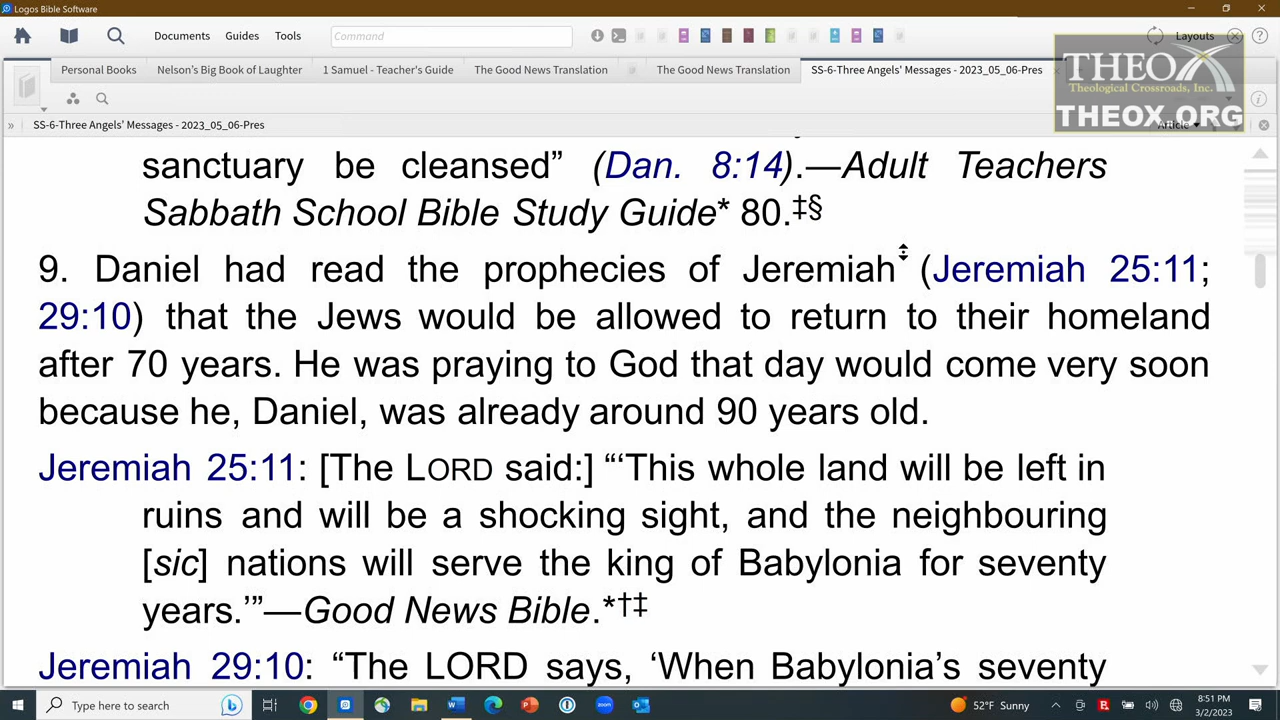 Logos Bible Software
Documents Guides Tools Command Layouts
Personal Books Nelson's Big Book of Laughter 1 Samuel - Teacher's Guide The Good News Translation The Good News Translation SS-6-Three Angels' Messages - 2023_05_06-Pres
THEOX
Theological Crossroads, Inc.
THEOX.ORG
SS-6-Three Angels' Messages - 2023_05_06-Pres Article
sanctuary be cleansed” (Dan. 8:14).—Adult Teachers
Sabbath School Bible Study Guide* 80.‡§
9. Daniel had read the prophecies of Jeremiah (Jeremiah 25:11;
29:10) that the Jews would be allowed to return to their homeland
after 70 years. He was praying to God that day would come very soon
because he, Daniel, was already around 90 years old.
Jeremiah 25:11: [The LORD said:] “‘This whole land will be left in
ruins and will be a shocking sight, and the neighbouring
[sic] nations will serve the king of Babylonia for seventy
years.’”—Good News Bible.*†‡
Jeremiah 29:10: “The LORD says, ‘When Babylonia’s seventy
Type here to search
52°F Sunny
8:51 PM
3/2/2023